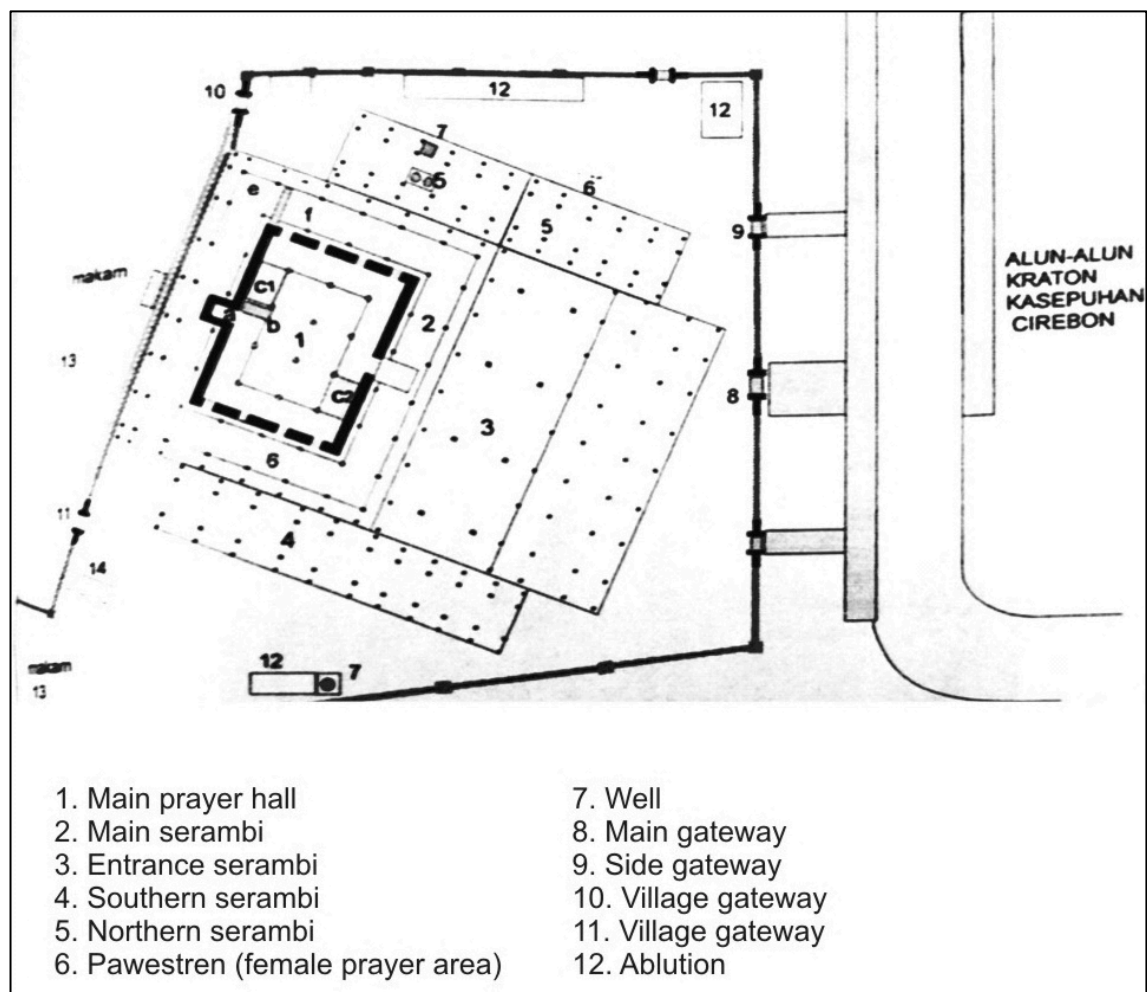 10
12
12
7
5
6
5
9
e
1
makam
C1
a
b
1
2
ALUN-ALUN
KRATON
KASEPUHAN
CIREBON
13
C2
8
3
6
11
4
14
12
7
makam
13
1. Main prayer hall
2. Main serambi
3. Entrance serambi
4. Southern serambi
5. Northern serambi
6. Pawestren (female prayer area)
7. Well
8. Main gateway
9. Side gateway
10. Village gateway
11. Village gateway
12. Ablution